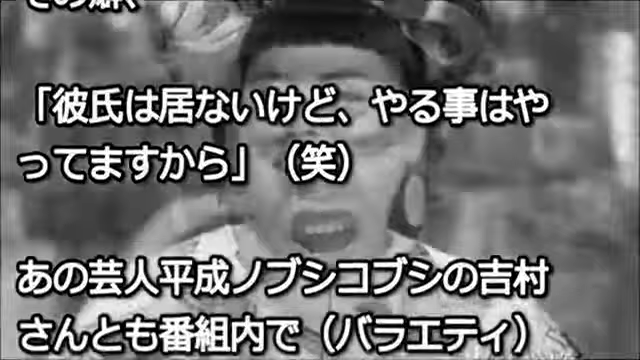 「彼氏は居ないけど、やる事はや
ってますから」（笑）
あの芸人平成ノブシコブシの吉村
さんとも番組内で（バラエティ）